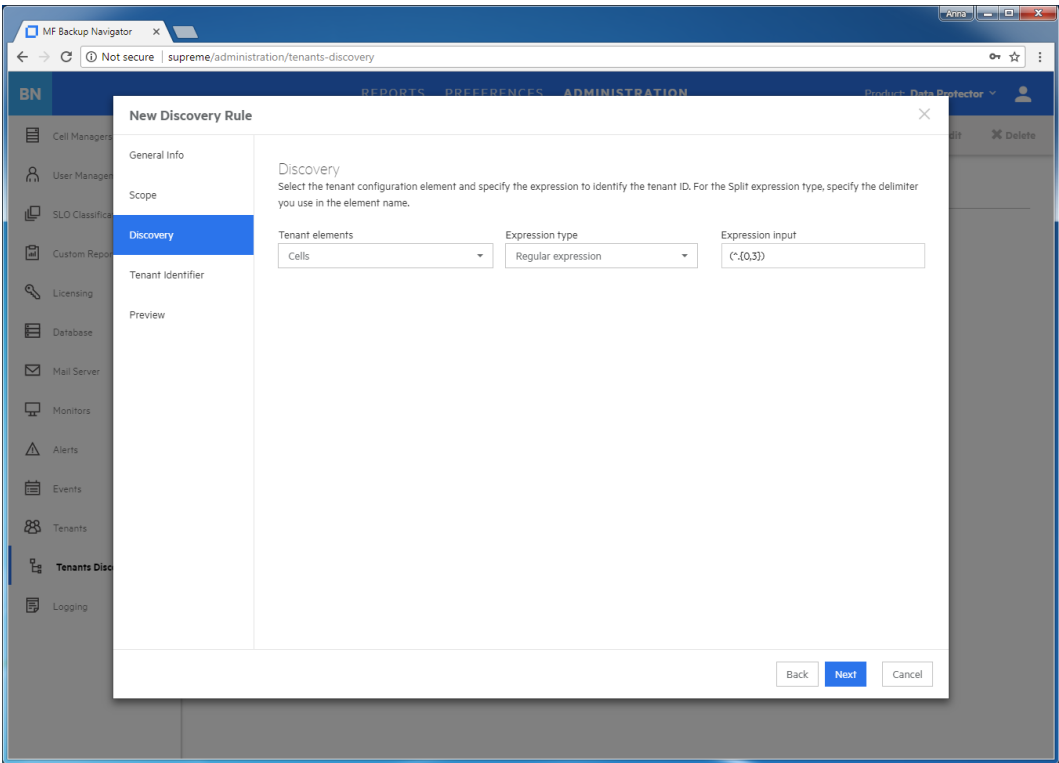 Anna
MF Backup Navigator
Not secure | supreme/administration/tenants-discovery
BN
REPORTS PREFERENCES ADMINISTRATION
Product: Data Protector
New Discovery Rule
Delete
Cell Managers
User Managem
SLO Classifica
Custom Repor
Licensing
Database
Mail Server
Monitors
Alerts
Events
Tenants
Tenants Disco
Logging
General Info
Scope
Discovery
Tenant Identifier
Preview
Discovery
Select the tenant configuration element and specify the expression to identify the tenant ID. For the Split expression type, specify the delimiter
you use in the element name.
Tenant elements
Expression type
Expression input
Cells
Regular expression
(^.{0,3})
Back
Next
Cancel